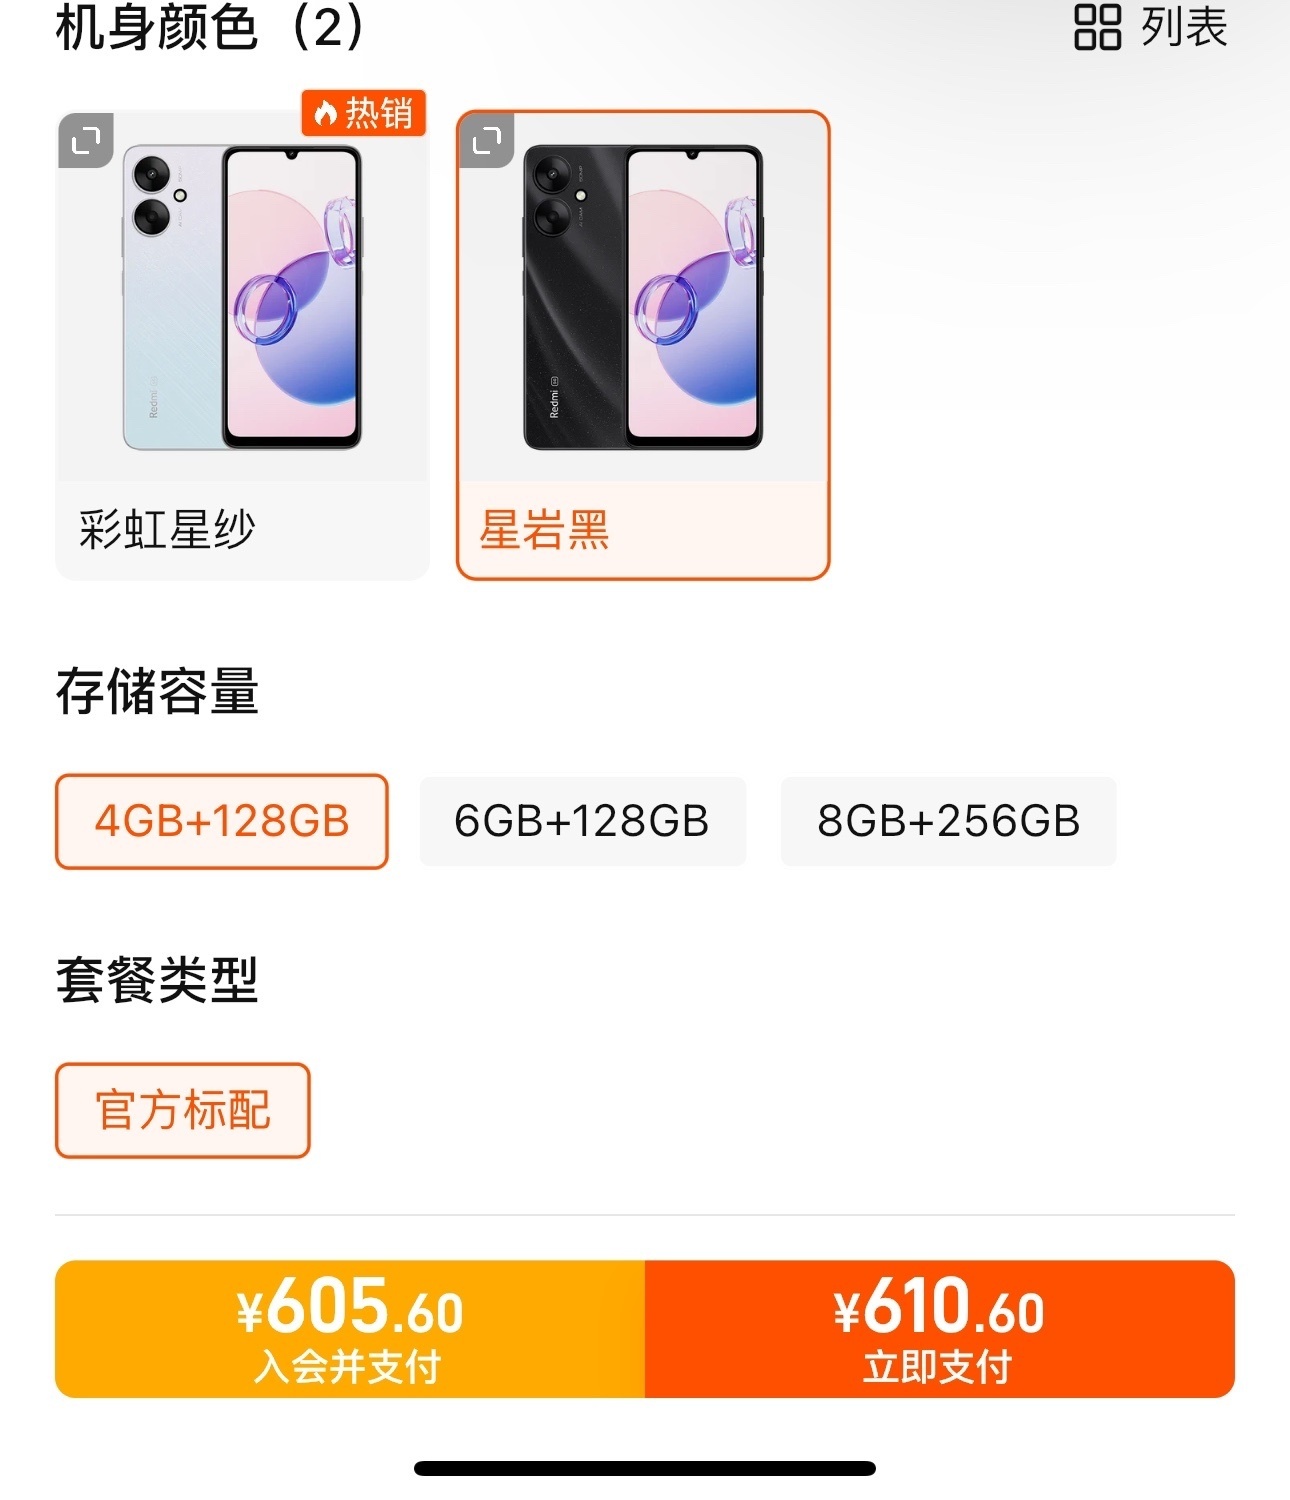 机身颜色（2）
列表
热销
Redmi
Redmi
彩虹星纱
星岩黑
存储容量
4GB+128GB
6GB+128GB
8GB+256GB
套餐类型
官方标配
¥605.60
入会并支付
¥610.60
立即支付